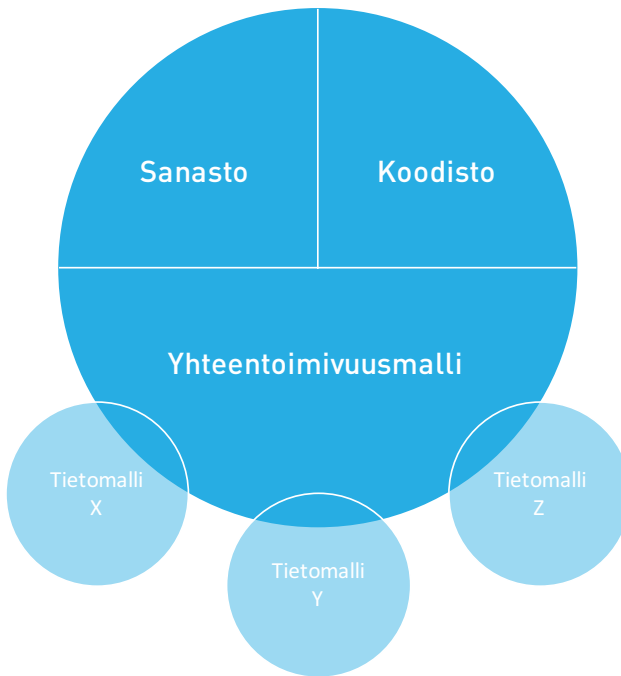 Sanasto
Koodisto
Yhteentoimivuusmalli
Tietomalli
X
Tietomalli
Y
Tietomalli
Z